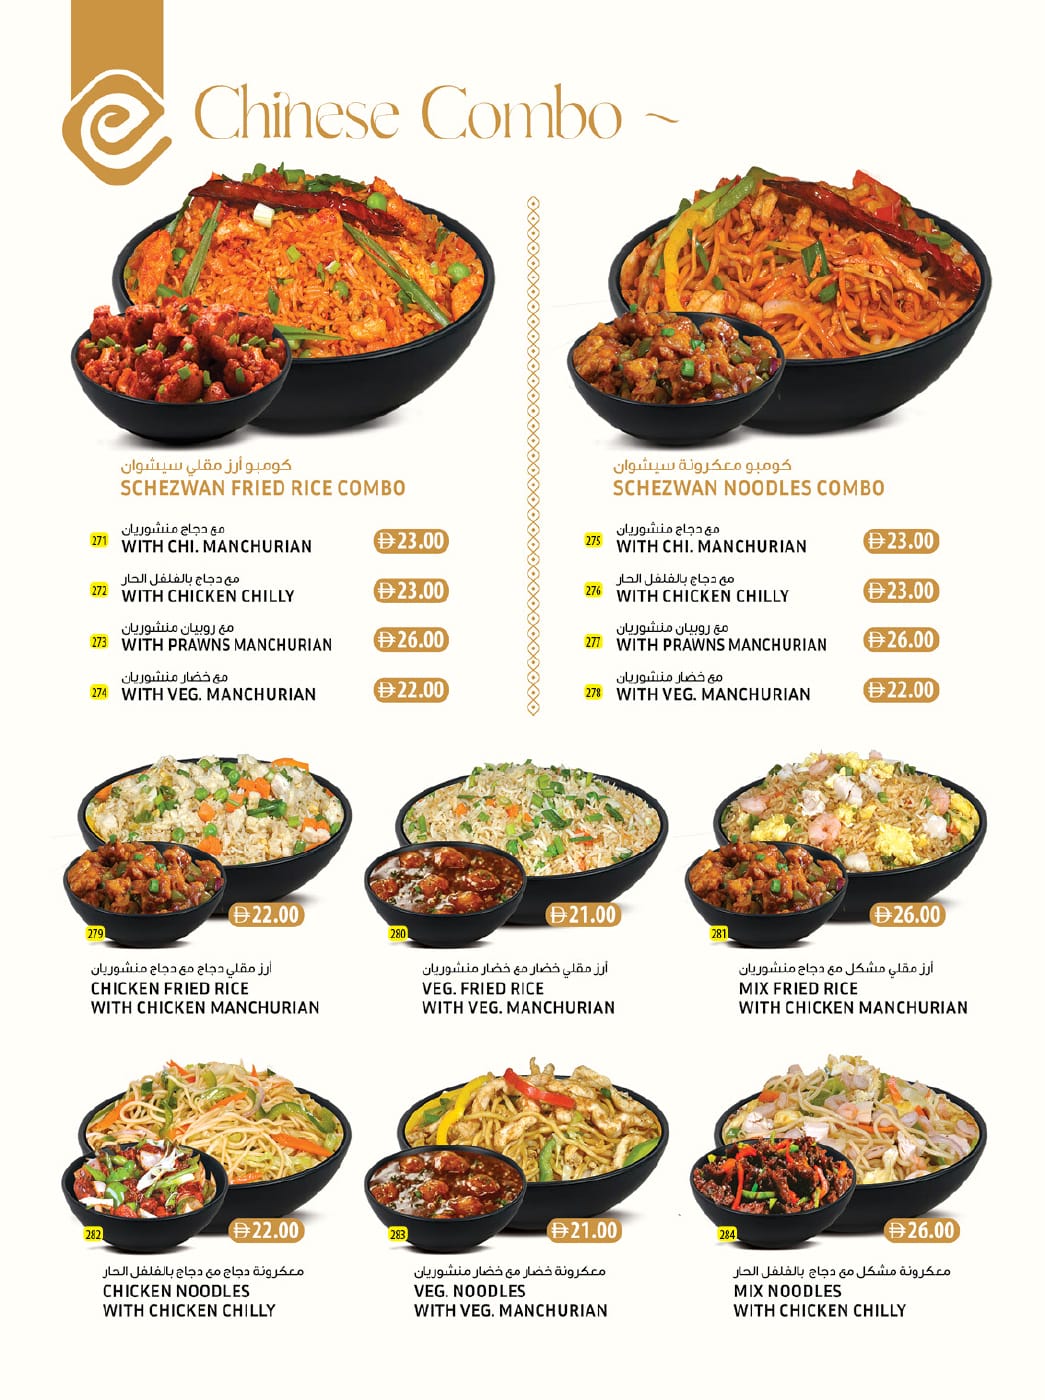 Chinese Combo ~
كومبو أرز مقلي سيشوان
SCHEZWAN FRIED RICE COMBO
271
مع دجاج منشوريان
WITH CHI. MANCHURIAN
23.00
272
مع دجاج بالفلفل الحار
WITH CHICKEN CHILLY
23.00
273
مع روبيان منشوريان
WITH PRAWNS MANCHURIAN
26.00
274
مع خضار منشوريان
WITH VEG. MANCHURIAN
22.00
كومبو معكرونة سيشوان
SCHEZWAN NOODLES COMBO
275
مع دجاج منشوريان
WITH CHI. MANCHURIAN
23.00
276
مع دجاج بالفلفل الحار
WITH CHICKEN CHILLY
23.00
277
مع روبيان منشوريان
WITH PRAWNS MANCHURIAN
26.00
278
مع خضار منشوريان
WITH VEG. MANCHURIAN
22.00
22.00
279
أرز مقلي دجاج مع دجاج منشوريان
CHICKEN FRIED RICE
WITH CHICKEN MANCHURIAN
21.00
280
أرز مقلي خضار مع خضار منشوريان
VEG. FRIED RICE
WITH VEG. MANCHURIAN
26.00
281
أرز مقلي مشكل مع دجاج منشوريان
MIX FRIED RICE
WITH CHICKEN MANCHURIAN
22.00
282
معكرونة دجاج مع دجاج بالفلفل الحار
CHICKEN NOODLES
WITH CHICKEN CHILLY
21.00
283
معكرونة خضار مع خضار منشوريان
VEG. NOODLES
WITH VEG. MANCHURIAN
26.00
284
معكرونة مشكل مع دجاج بالفلفل الحار
MIX NOODLES
WITH CHICKEN CHILLY